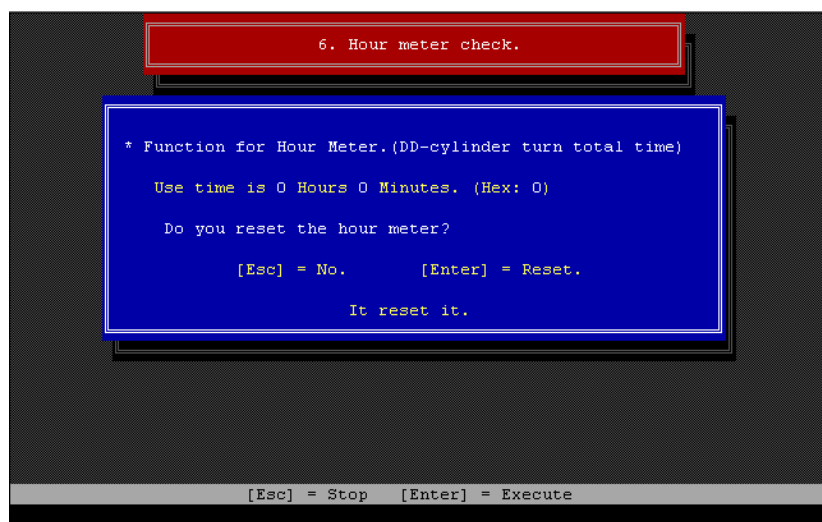 6. Hour meter check.
* Function for Hour Meter.(DD-cylinder turn total time)
Use time is 0 Hours 0 Minutes. (Hex: 0)
Do you reset the hour meter?
[Esc] = No. [Enter] = Reset.
It reset it.
[Esc] = Stop [Enter] = Execute